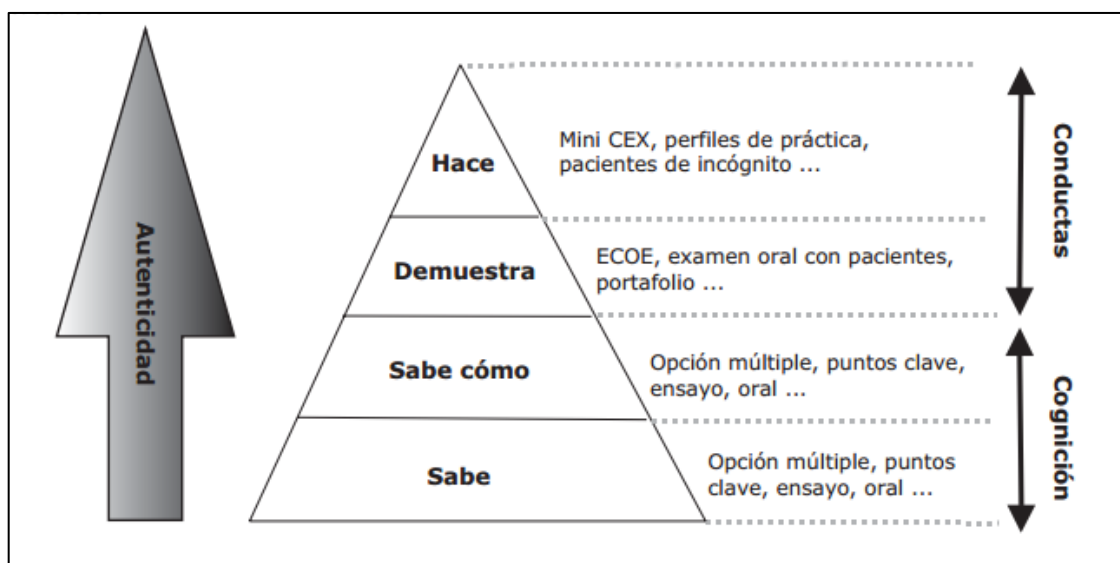 Autenticidad
Hace
Mini CEX, perfiles de práctica,
pacientes de incógnito ...
Demuestra
ECOE, examen oral con pacientes,
portafolio ...
Conductas
Sabe cómo
Opción múltiple, puntos clave,
ensayo, oral ...
Sabe
Opción múltiple, puntos
clave, ensayo, oral ...
Cognición